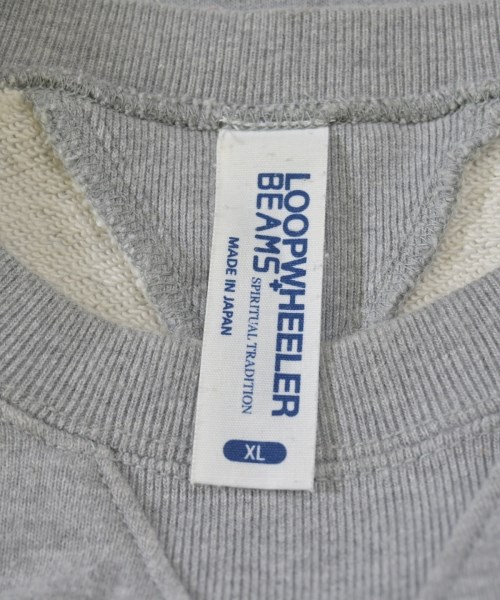 LOOPWHEELER
BEAMS+
SPIRITUAL TRADITION
MADE IN JAPAN
XL